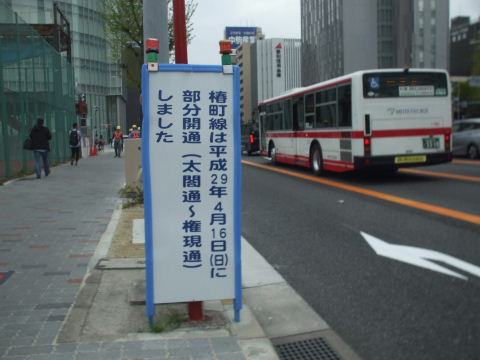 椿町線は平成29年4月16日(日)に
部分開通(太閤通~権現通)
しました